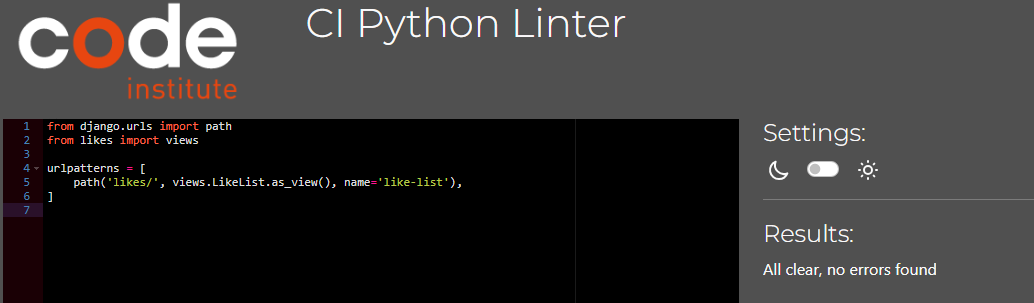 code
institute
CI Python Linter
1 from django.urls import path
2 from likes import views
3
4 urlpatterns = [
5     path('likes/', views.LikeList.as_view(), name='like-list'),
6 ]
7
Settings:
Results:
All clear, no errors found